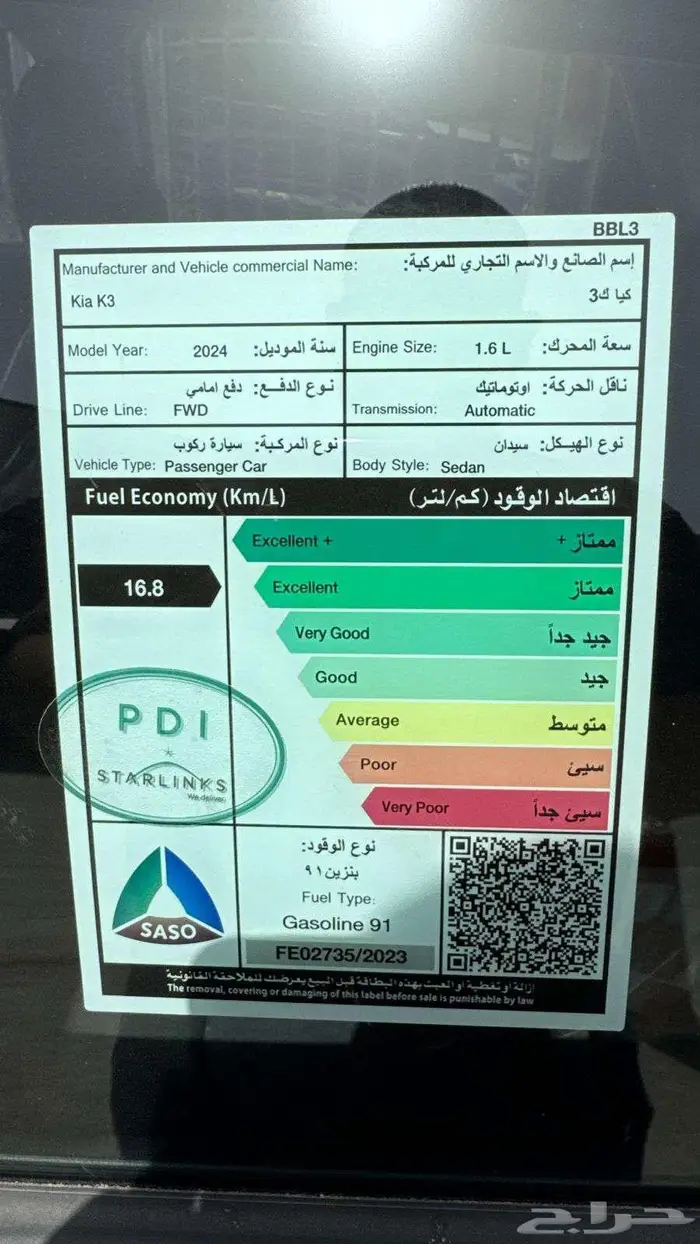 BBL3
Manufacturer and Vehicle commercial Name: إسم الصانع والاسم التجاري للمركبة:
Kia K3 كيا ك3
Model Year: 2024 سنة الموديل:
Engine Size: 1.6 L سعة المحرك:
نوع الدفع: دفع امامي
Drive Line: FWD
ناقل الحركة: اوتوماتيك
Transmission: Automatic
نوع المركبة: سيارة ركوب
Vehicle Type: Passenger Car
نوع الهيكل: سيدان
Body Style: Sedan
Fuel Economy (Km/L) اقتصاد الوقود (كم/لتر)
Excellent + ممتاز +
16.8
Excellent ممتاز
Very Good جيد جداً
Good جيد
Average متوسط
Poor سيئ
Very Poor سيئ جداً
PDI
STARLINKS
We deliver.
SASO
نوع الوقود:
بنزين ٩١
Fuel Type:
Gasoline 91
FE02735/2023
إزالة او تغطية او العبث بهذه البطاقة قبل البيع يعرضك للملاحقة القانونية
The removal, covering or damaging of this label before sale is punishable by law
حراج